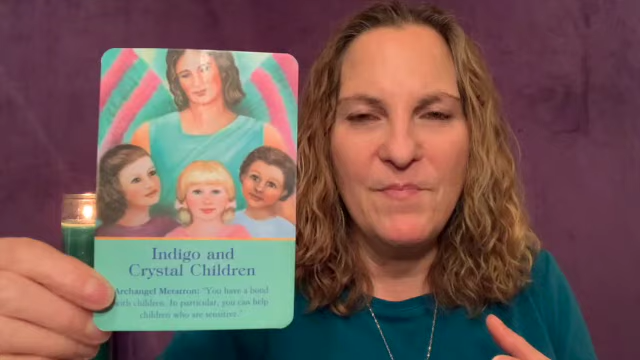 Indigo and
Crystal Children
Archangel Metatron: "You have a bond
with children. In particular, you can help
children who are sensitive."